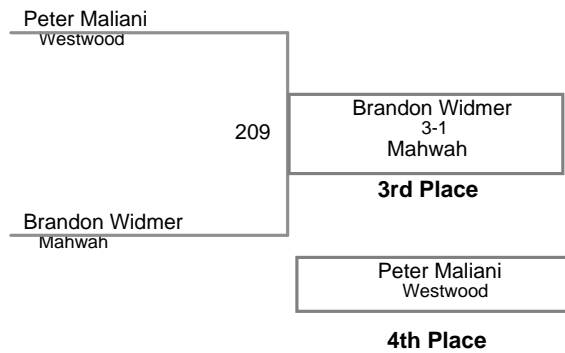 Peter Maliani
Westwood
209
Brandon Widmer
3-1
Mahwah
3rd Place
Brandon Widmer
Mahwah
Peter Maliani
Westwood
4th Place